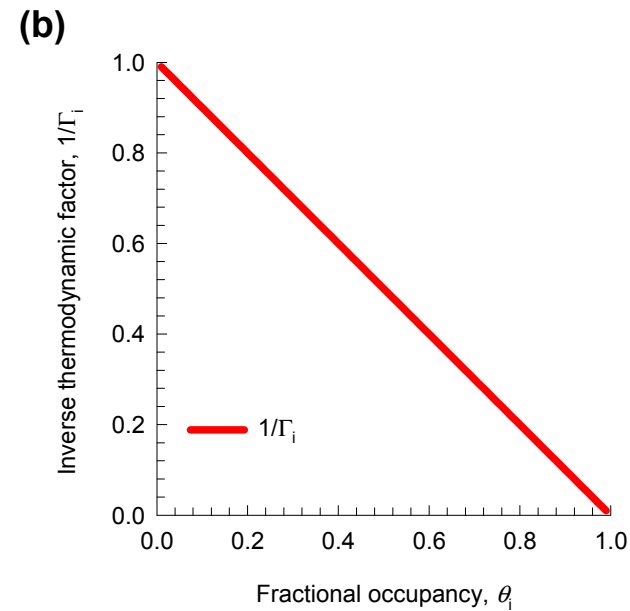 (b)
Inverse thermodynamic factor, 1/Γi
1.0
0.8
0.6
0.4
0.2
0.0
1/Γi
0.0 0.2 0.4 0.6 0.8 1.0
Fractional occupancy, θi